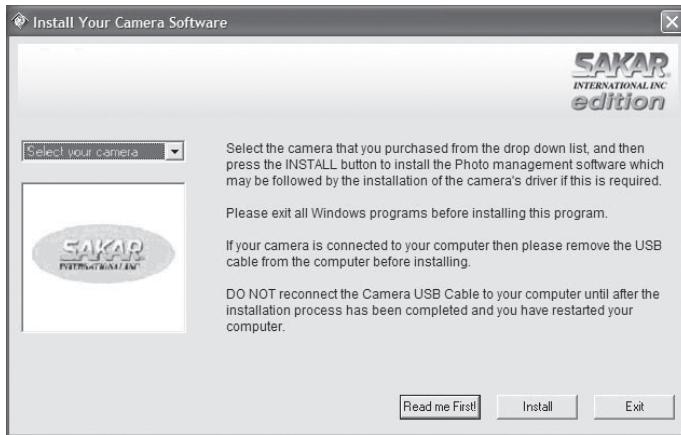 Install Your Camera Software
SAKAR
INTERNATIONAL INC
edition
Select your camera
SAKAR
INTERNATIONAL INC
Select the camera that you purchased from the drop down list, and then
press the INSTALL button to install the Photo management software which
may be followed by the installation of the camera's driver if this is required.
Please exit all Windows programs before installing this program.
If your camera is connected to your computer then please remove the USB
cable from the computer before installing.
DO NOT reconnect the Camera USB Cable to your computer until after the
installation process has been completed and you have restarted your
computer.
Read me First!
Install
Exit